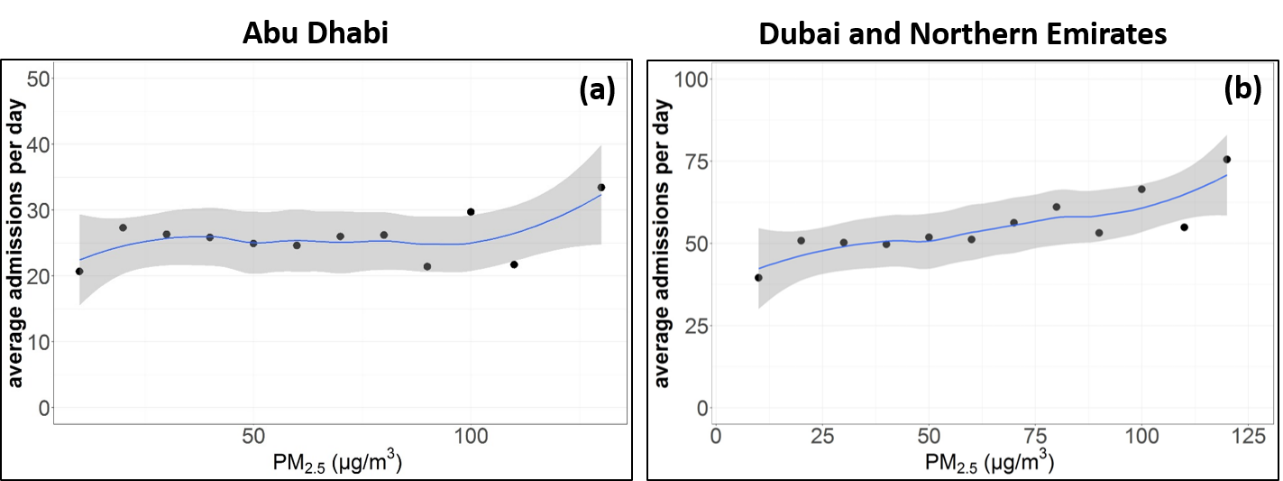 Abu Dhabi
Dubai and Northern Emirates
(a)
average admissions per day
50
40
30
20
10
0
50 100
PM2.5 (µg/m³)
(b)
average admissions per day
100
75
50
25
0
0 25 50 75 100 125
PM2.5 (µg/m³)